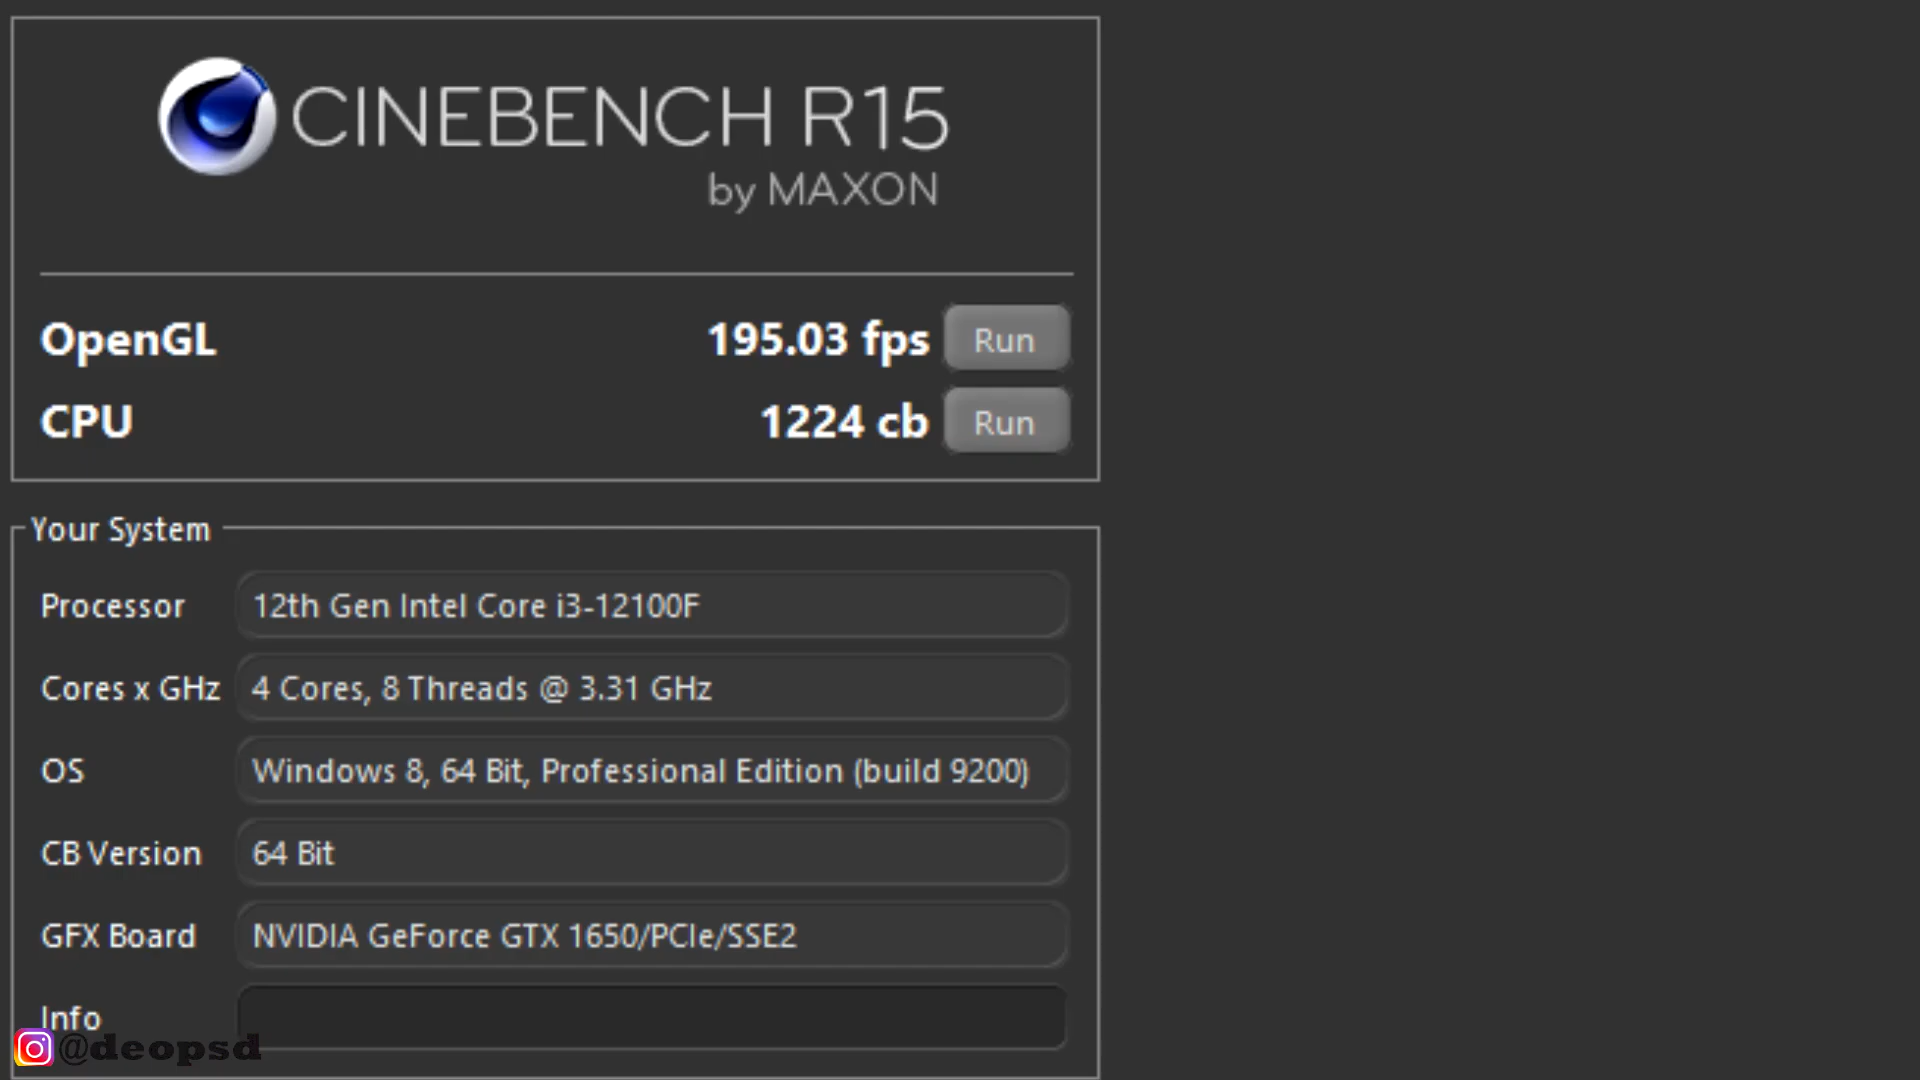 CINEBENCH R15
by MAXON
OpenGL 195.03 fps Run
CPU 1224 cb Run
Your System
Processor 12th Gen Intel Core i3-12100F
Cores x GHz 4 Cores, 8 Threads @ 3.31 GHz
OS Windows 8, 64 Bit, Professional Edition (build 9200)
CB Version 64 Bit
GFX Board NVIDIA GeForce GTX 1650/PCIe/SSE2
Info
@deopsd